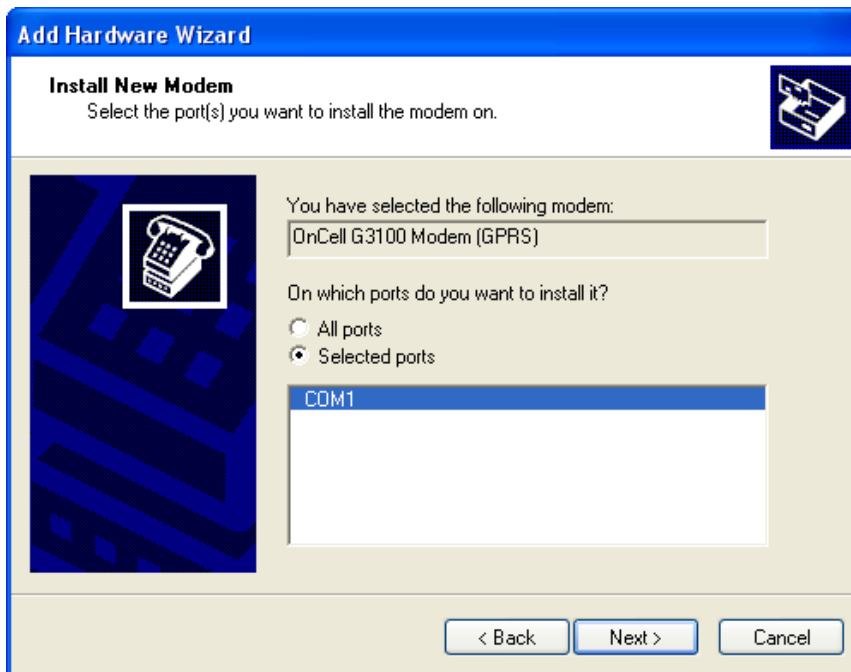 Add Hardware Wizard
Install New Modem
Select the port(s) you want to install the modem on.
You have selected the following modem:
OnCell G3100 Modem (GPRS)
On which ports do you want to install it?
All ports
Selected ports
COM1
< Back Next > Cancel